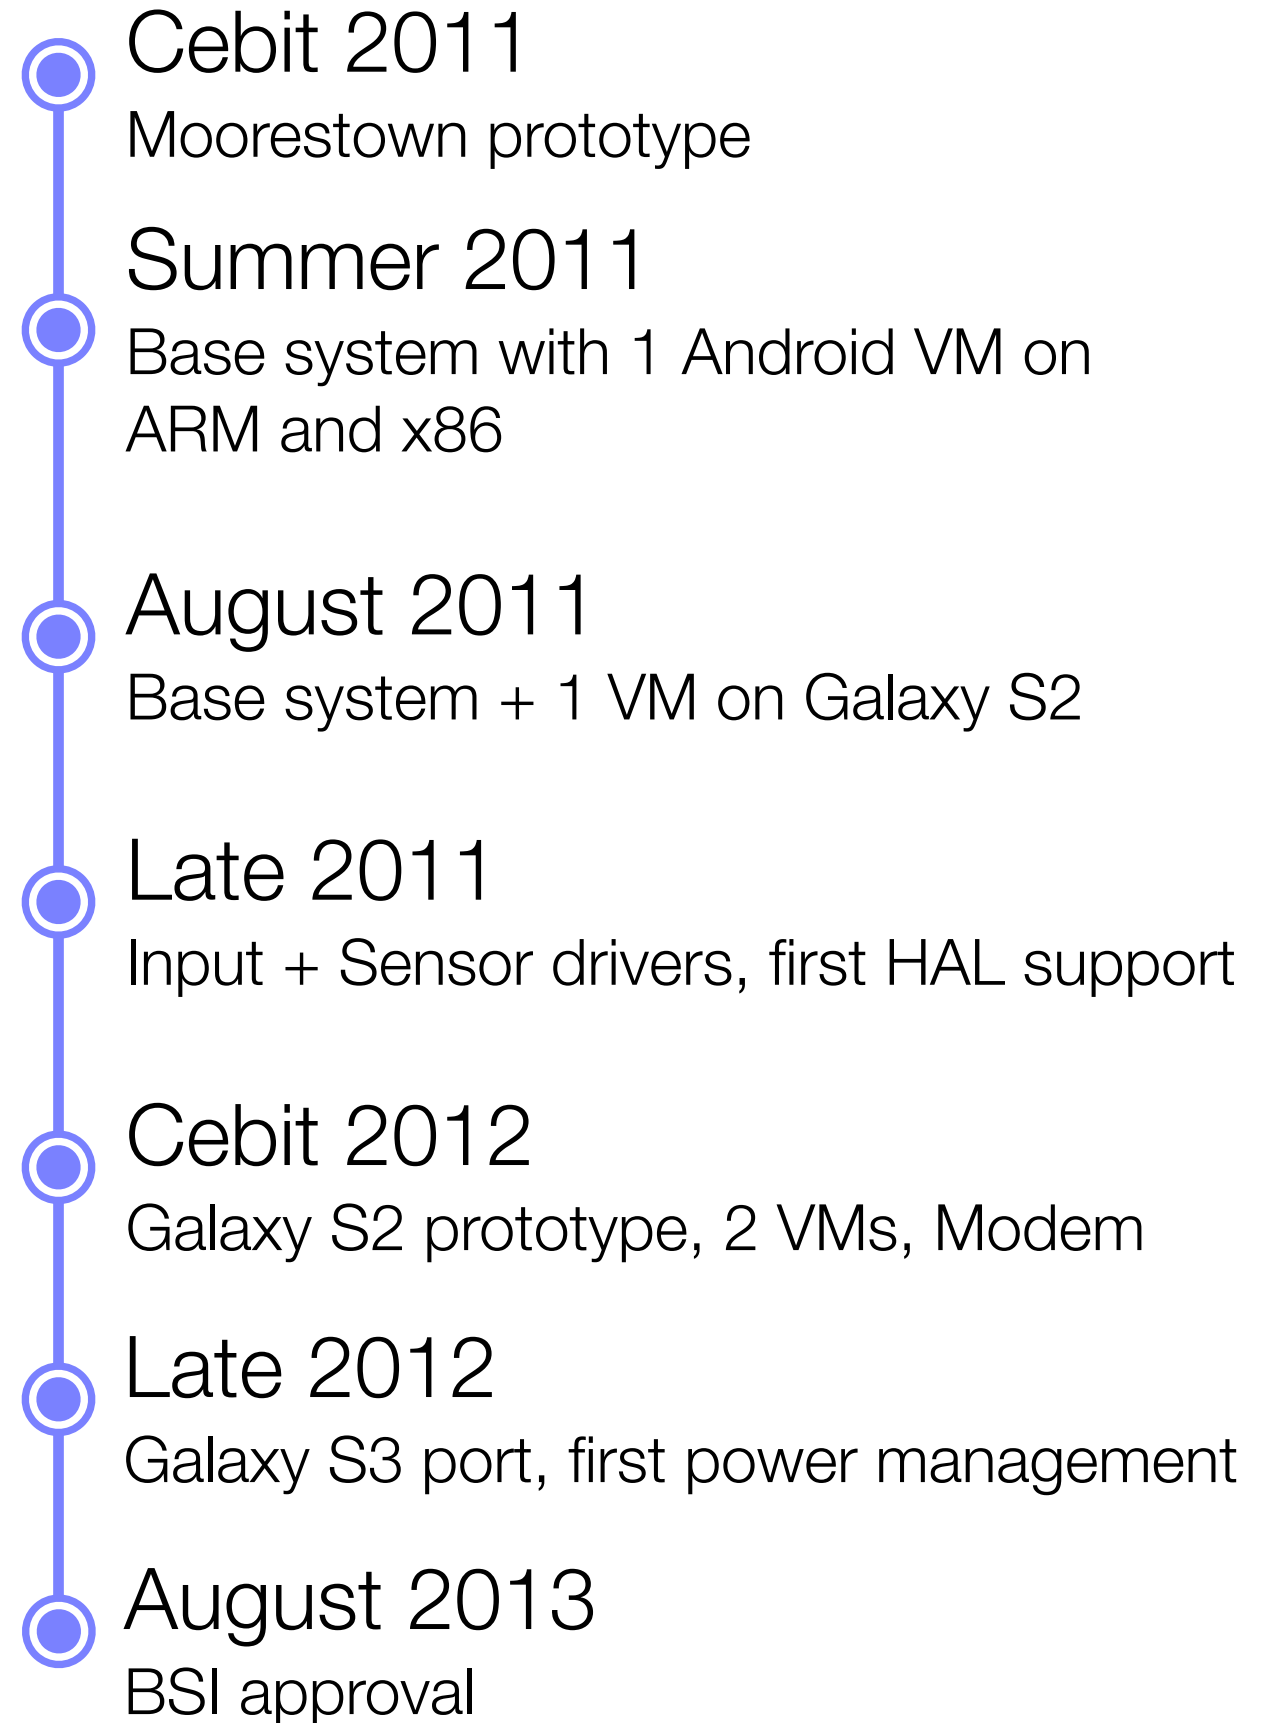 Cebit 2011
Moorestown prototype
Summer 2011
Base system with 1 Android VM on
ARM and x86
August 2011
Base system + 1 VM on Galaxy S2
Late 2011
Input + Sensor drivers, first HAL support
Cebit 2012
Galaxy S2 prototype, 2 VMs, Modem
Late 2012
Galaxy S3 port, first power management
August 2013
BSI approval